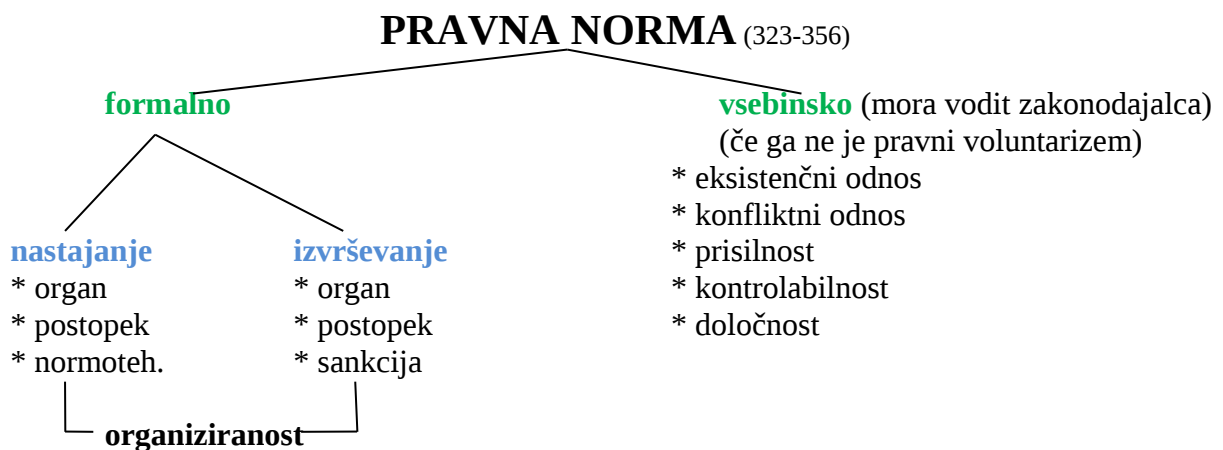 PRAVNA NORMA (323-356)
formalno
vsebinsko (mora vodit zakonodajalca)
(če ga ne je pravni voluntarizem)
* eksistenčni odnos
* konfliktni odnos
* prisilnost
* kontrolabilnost
* določnost
nastajanje
* organ
* postopek
* normoteh.
izvrševanje
* organ
* postopek
* sankcija
organiziranost